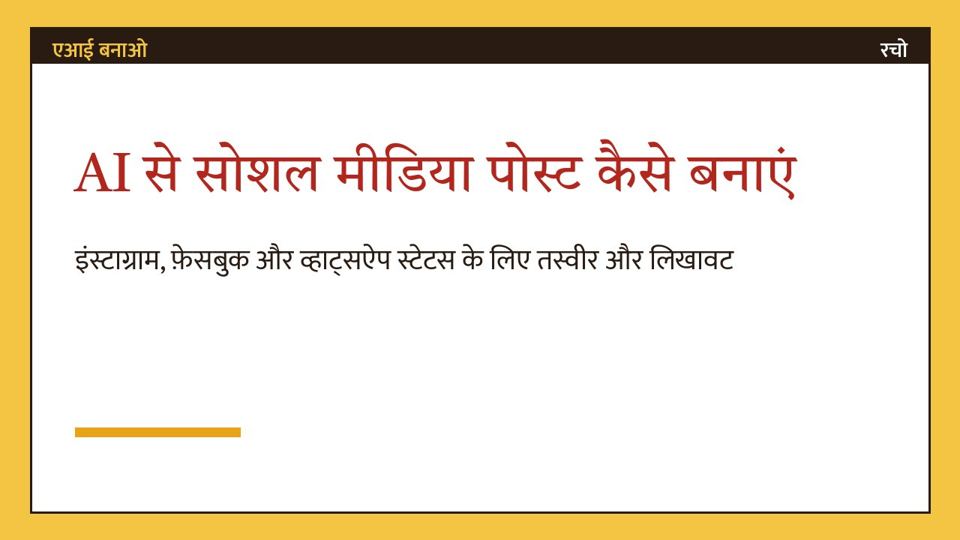 एआई बनाओ
रचो
AI से सोशल मीडिया पोस्ट कैसे बनाएं
इंस्टाग्राम, फ़ेसबुक और व्हाट्सऐप स्टेटस के लिए तस्वीर और लिखावट